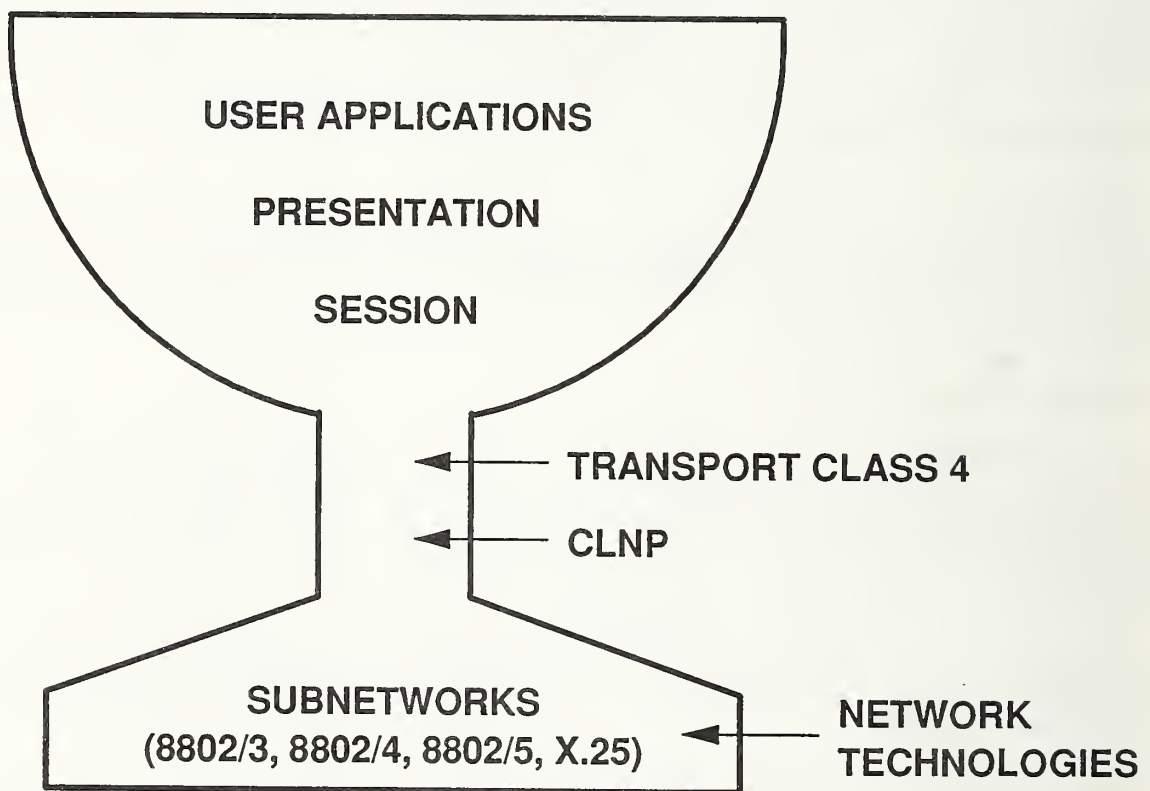 USER APPLICATIONS
PRESENTATION
SESSION
TRANSPORT CLASS 4
CLNP
SUBNETWORKS
(8802/3, 8802/4, 8802/5, X.25)
NETWORK
TECHNOLOGIES